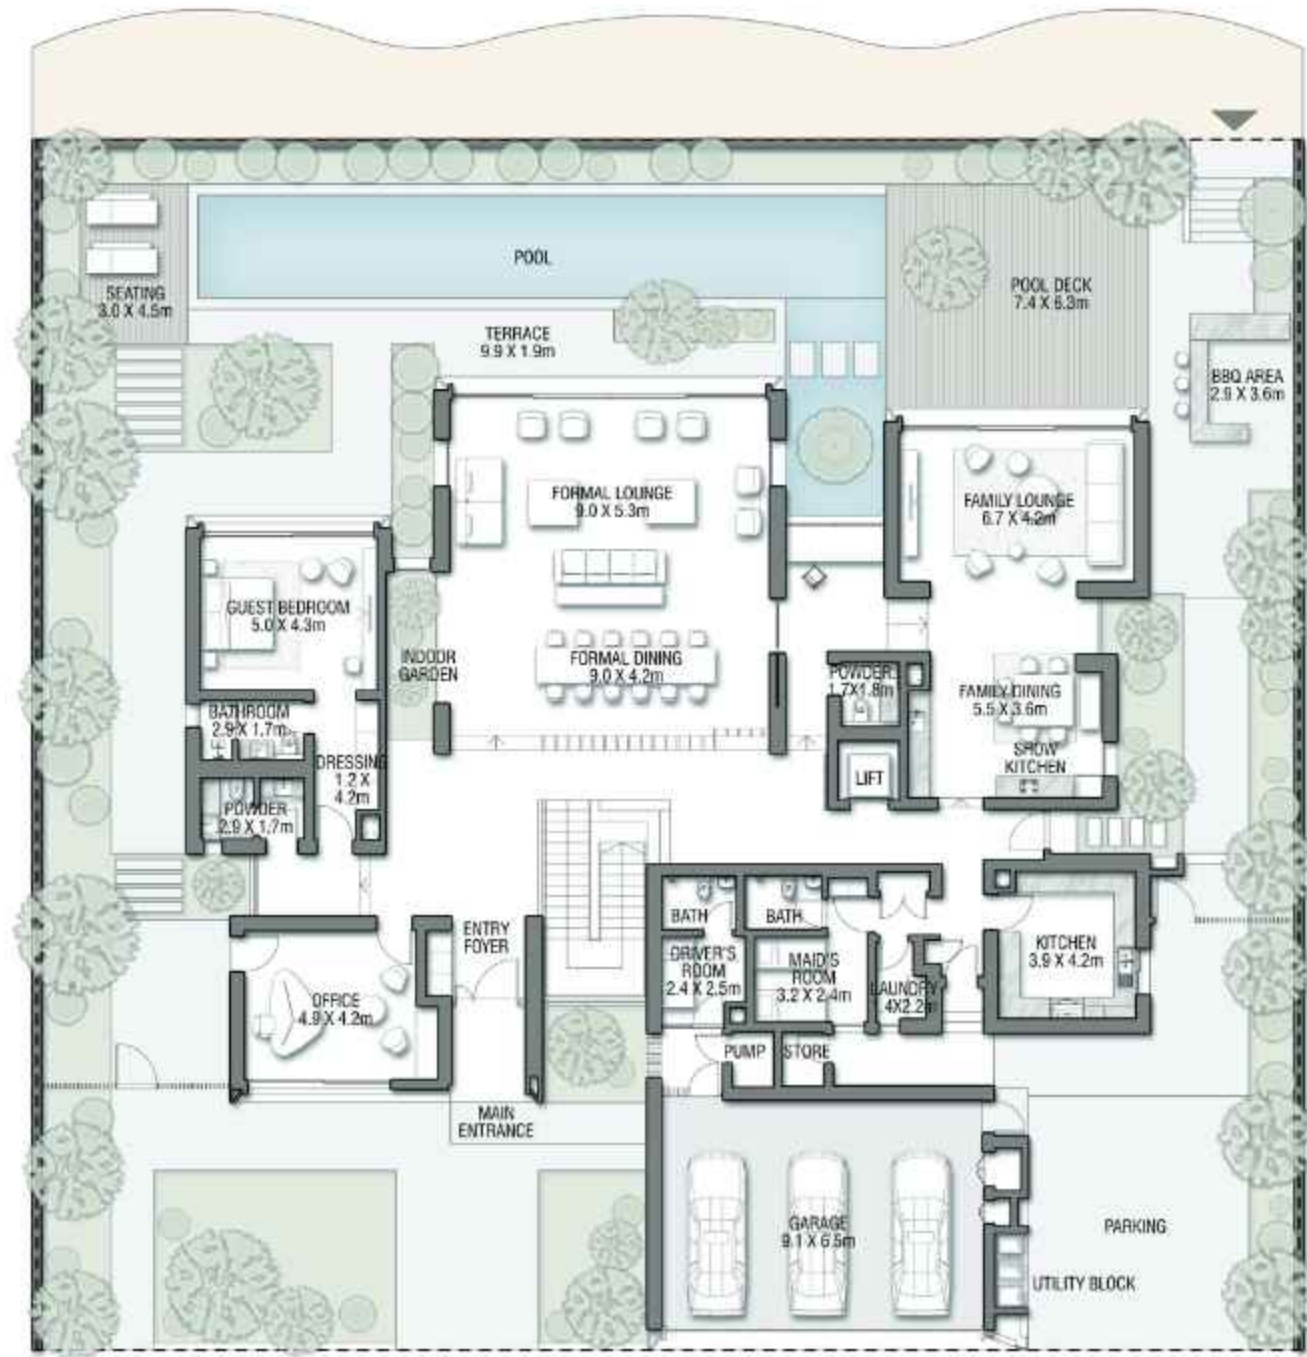 POOL
SEATING
3.0 X 4.5m
POOL DECK
7.4 X 6.3m
TERRACE
9.9 X 1.9m
BBQ AREA
2.9 X 3.6m
FORMAL LOUNGE
9.0 X 5.3m
FAMILY LOUNGE
6.7 X 4.2m
GUEST BEDROOM
5.0 X 4.3m
INDOOR
GARDEN
FORMAL DINING
9.0 X 4.2m
POWDER
1.7X1.8m
FAMILY DINING
5.5 X 3.6m
BATHROOM
2.9 X 1.7m
SHOW
KITCHEN
DRESSING
1.2 X
4.2m
LIFT
POWDER
2.9 X 1.7m
ENTRY
FOYER
BATH
BATH
KITCHEN
3.9 X 4.2m
DRIVER'S
ROOM
2.4 X 2.5m
MAID'S
ROOM
3.2 X 2.4m
LAUNDRY
4X2.2m
OFFICE
4.9 X 4.2m
PUMP
STORE
MAIN
ENTRANCE
GARAGE
9.1 X 6.5m
PARKING
UTILITY BLOCK